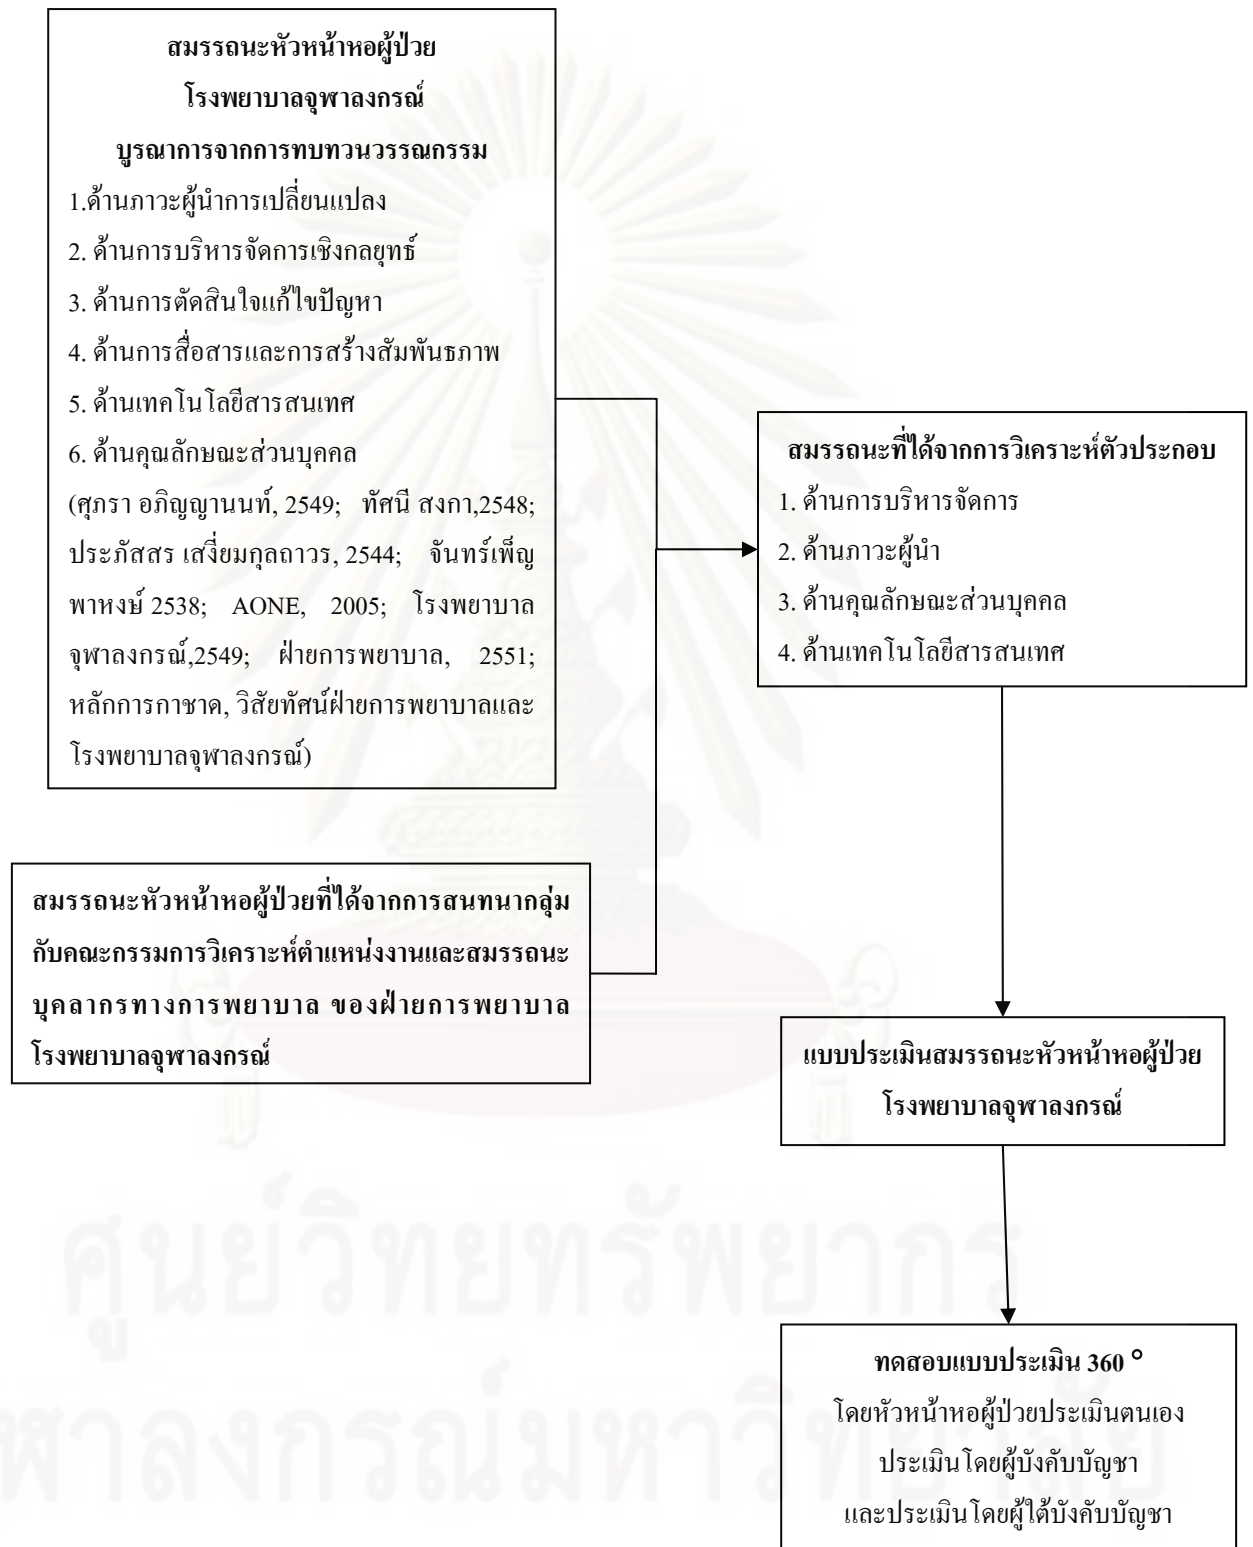 สมรรถนะหัวหน้าหอผู้ป่วย
โรงพยาบาลจุฬาลงกรณ์
บูรณาการจากการทบทวนวรรณกรรม
1.ด้านภาวะผู้นำการเปลี่ยนแปลง
2. ด้านการบริหารจัดการเชิงกลยุทธ์
3. ด้านการตัดสินใจแก้ไขปัญหา
4. ด้านการสื่อสารและการสร้างสัมพันธภาพ
5. ด้านเทคโนโลยีสารสนเทศ
6. ด้านคุณลักษณะส่วนบุคคล
(ศุภรา อภิญญานนท์, 2549; ทัศนี สงกา,2548;
ประภัสสร เสงี่ยมกุลถาวร, 2544; จันทร์เพ็ญ
พาหงษ์ 2538; AONE, 2005; โรงพยาบาล
จุฬาลงกรณ์,2549; ฝ่ายการพยาบาล, 2551;
หลักการกาชาด, วิสัยทัศน์ฝ่ายการพยาบาลและ
โรงพยาบาลจุฬาลงกรณ์)
สมรรถนะหัวหน้าหอผู้ป่วยที่ได้จากการสนทนากลุ่ม
กับคณะกรรมการวิเคราะห์ตำแหน่งงานและสมรรถนะ
บุคลากรทางการพยาบาล ของฝ่ายการพยาบาล
โรงพยาบาลจุฬาลงกรณ์
สมรรถนะที่ได้จากการวิเคราะห์ตัวประกอบ
1. ด้านการบริหารจัดการ
2. ด้านภาวะผู้นำ
3. ด้านคุณลักษณะส่วนบุคคล
4. ด้านเทคโนโลยีสารสนเทศ
แบบประเมินสมรรถนะหัวหน้าหอผู้ป่วย
โรงพยาบาลจุฬาลงกรณ์
ทดสอบแบบประเมิน 360 °
โดยหัวหน้าหอผู้ป่วยประเมินตนเอง
ประเมินโดยผู้บังคับบัญชา
และประเมินโดยผู้ใต้บังคับบัญชา
ศูนย์วิทยทรัพยากร
ฬาลงกรณ์มหาวิทยาลัย